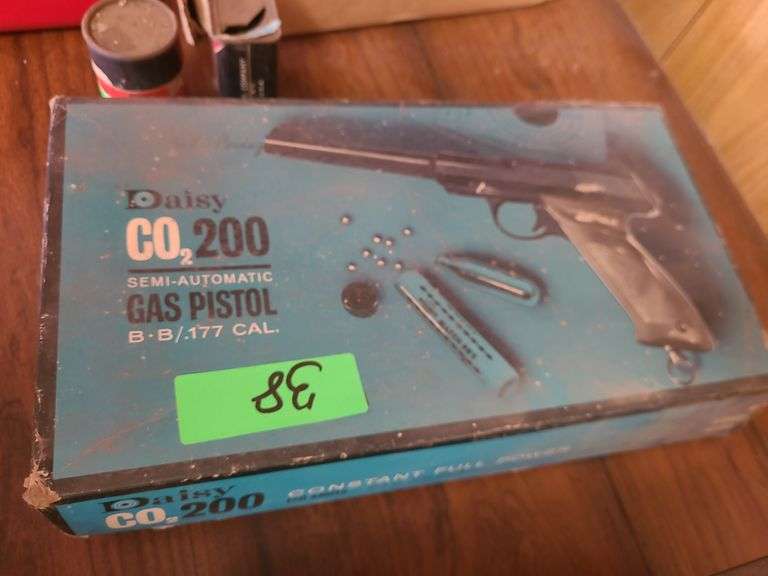 Daisy
CO2 200
SEMI-AUTOMATIC
GAS PISTOL
B·B/.177 CAL.
38
Daisy
CO2 200
CONSTANT FULL POWER